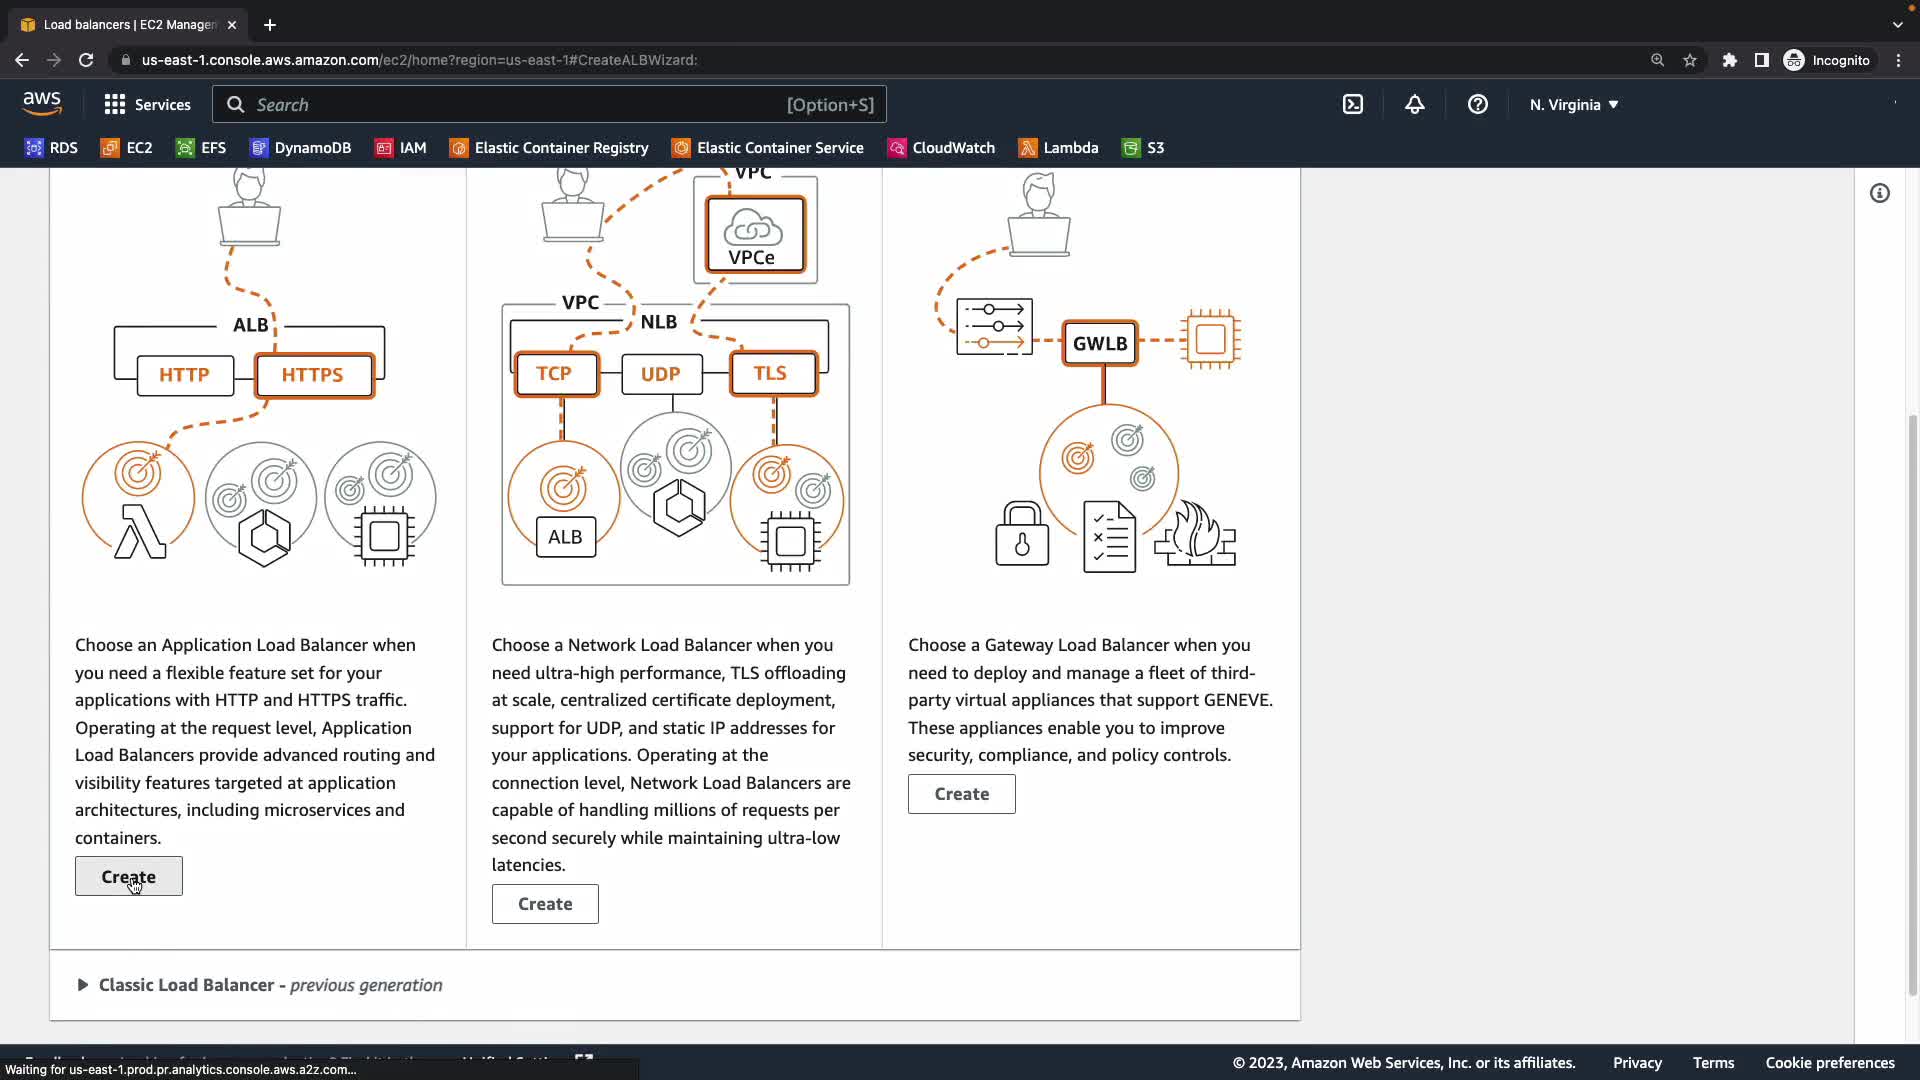 Load balancers | EC2 Manager
us-east-1.console.aws.amazon.com/ec2/home?region=us-east-1#CreateALBWizard:
Incognito
aws
Services
Search
[Option+S]
N. Virginia
RDS
EC2
EFS
DynamoDB
IAM
Elastic Container Registry
Elastic Container Service
CloudWatch
Lambda
S3
ALB
HTTP
HTTPS
VPC
VPCe
VPC
NLB
TCP
UDP
TLS
ALB
GWLB
Choose an Application Load Balancer when
you need a flexible feature set for your
applications with HTTP and HTTPS traffic.
Operating at the request level, Application
Load Balancers provide advanced routing and
visibility features targeted at application
architectures, including microservices and
containers.
Create
Choose a Network Load Balancer when you
need ultra-high performance, TLS offloading
at scale, centralized certificate deployment,
support for UDP, and static IP addresses for
your applications. Operating at the
connection level, Network Load Balancers are
capable of handling millions of requests per
second securely while maintaining ultra-low
latencies.
Create
Choose a Gateway Load Balancer when you
need to deploy and manage a fleet of third-
party virtual appliances that support GENEVE.
These appliances enable you to improve
security, compliance, and policy controls.
Create
Classic Load Balancer - previous generation
Waiting for us-east-1.prod.pr.analytics.console.aws.a2z.com...
© 2023, Amazon Web Services, Inc. or its affiliates.
Privacy
Terms
Cookie preferences